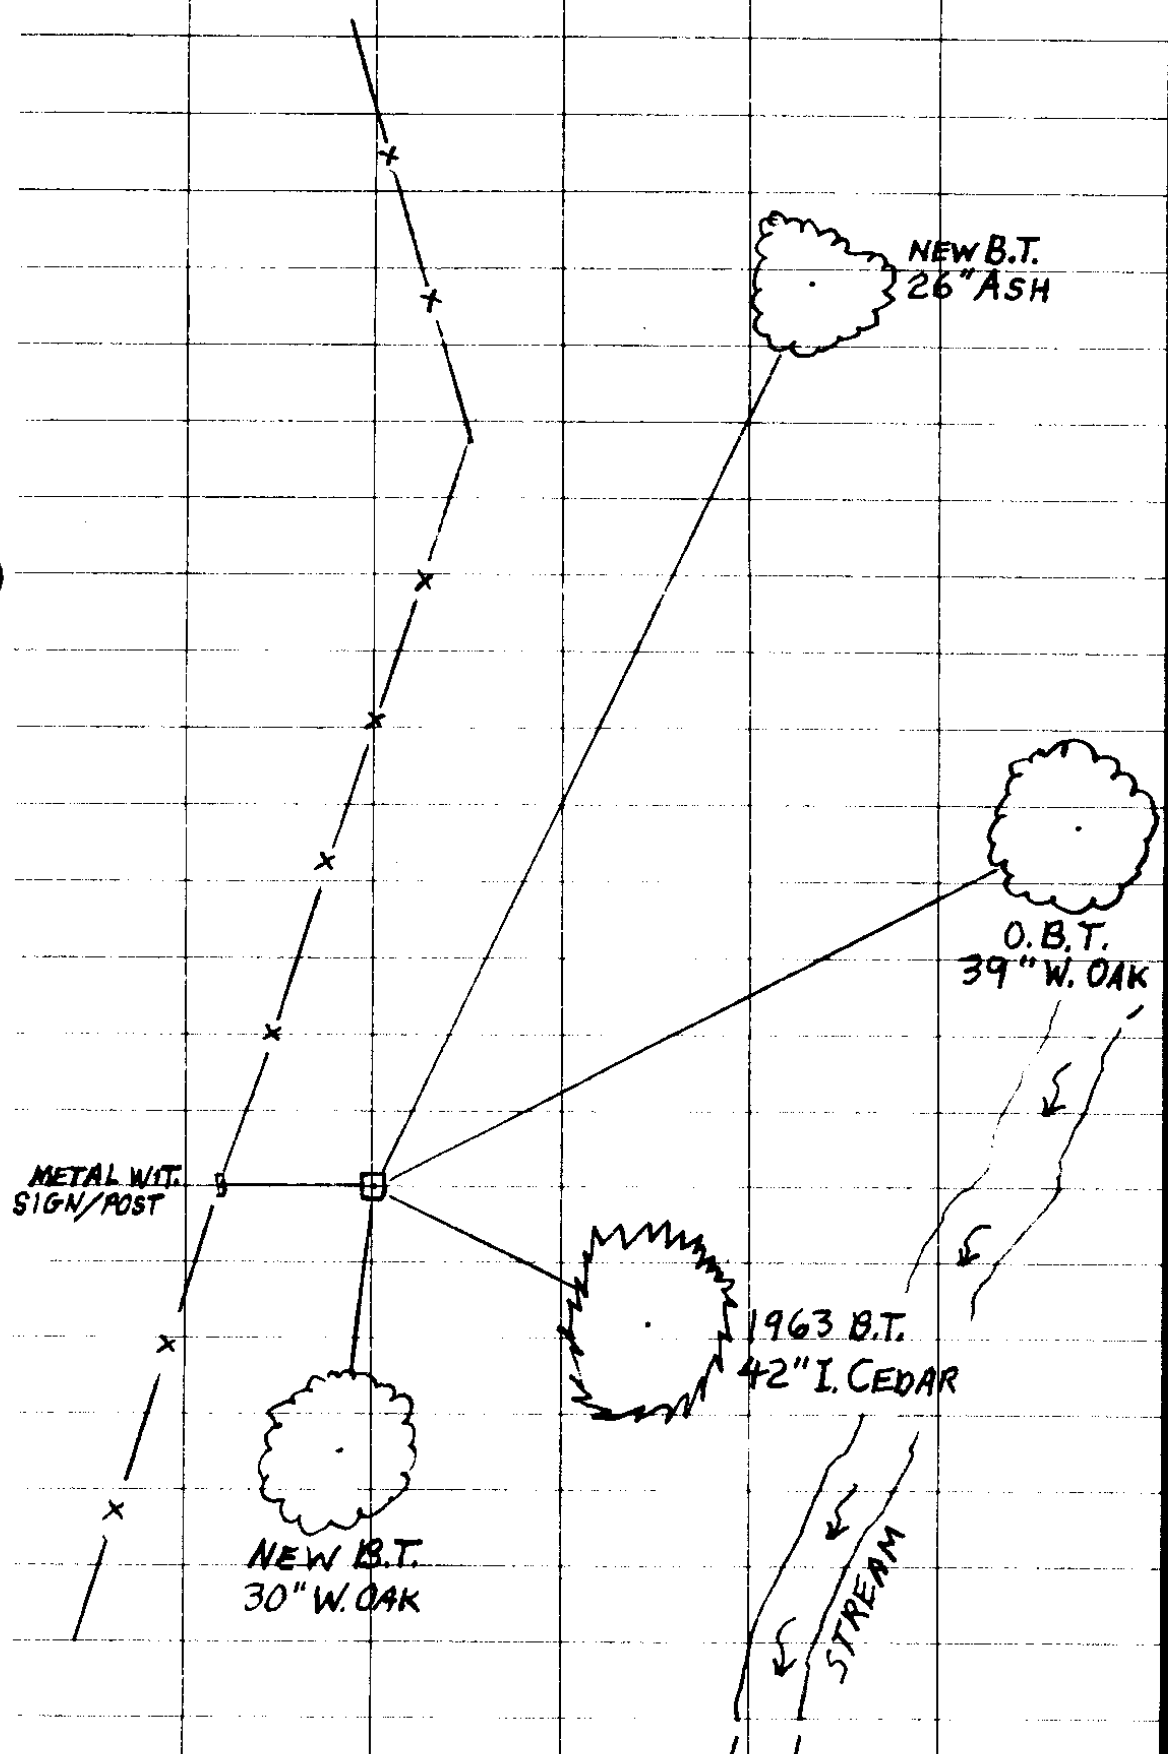 NEW B.T.
26" ASH
O. B. T.
39" W. OAK
METAL WIT.
SIGN/POST
1963 B.T.
42" I. CEDAR
NEW B.T.
30" W. OAK
STREAM